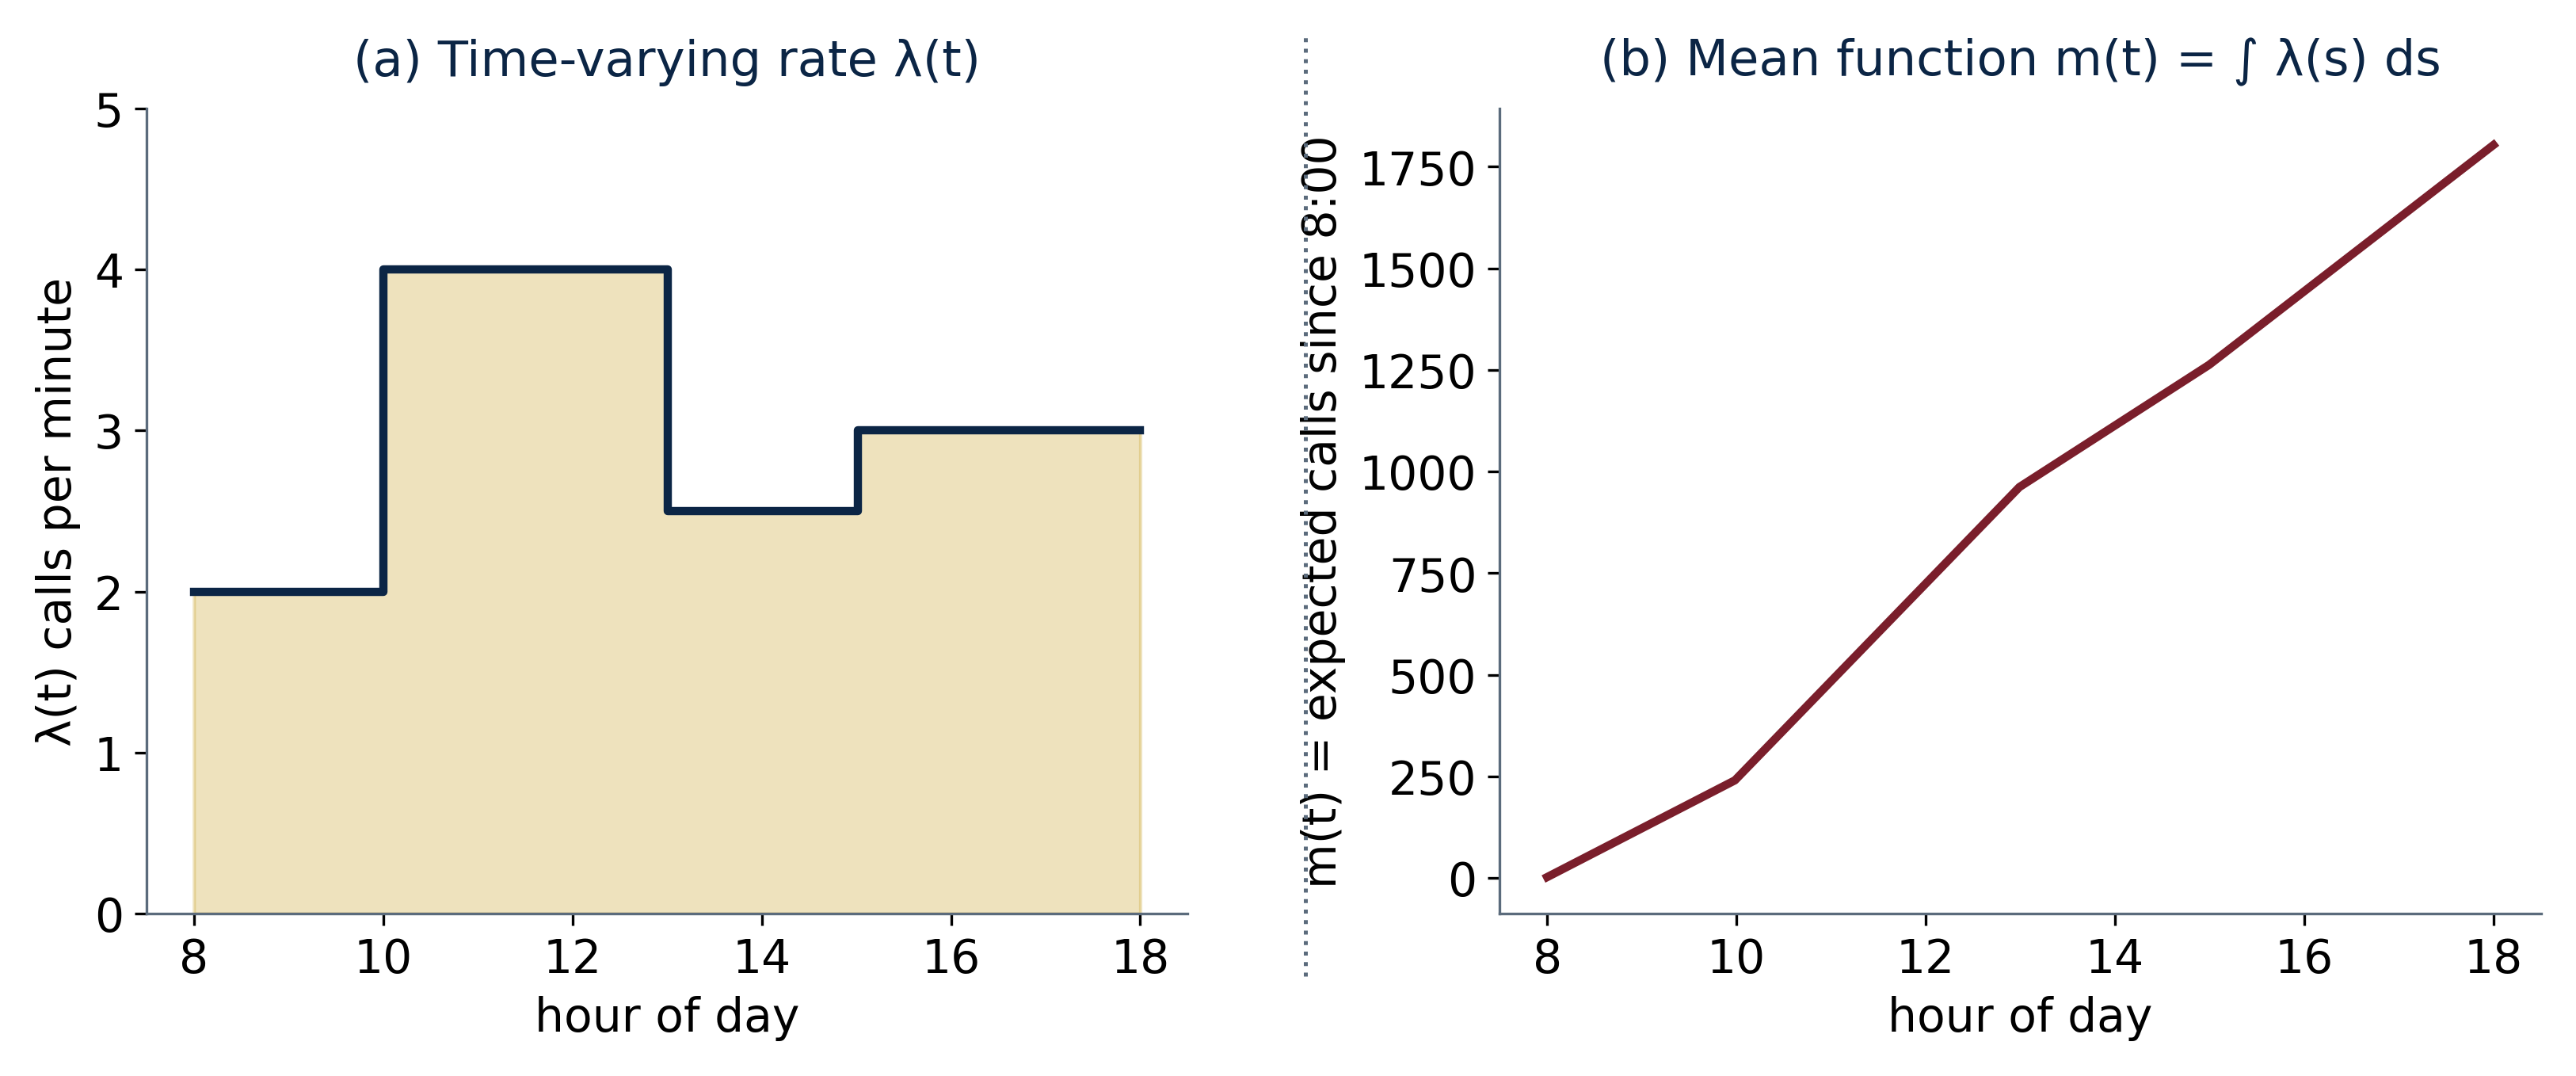 (a) Time-varying rate λ(t)
λ(t) calls per minute
5
4
3
2
1
0
8 10 12 14 16 18
hour of day
(b) Mean function m(t) = ∫ λ(s) ds
m(t) = expected calls since 8:00
1750
1500
1250
1000
750
500
250
0
8 10 12 14 16 18
hour of day